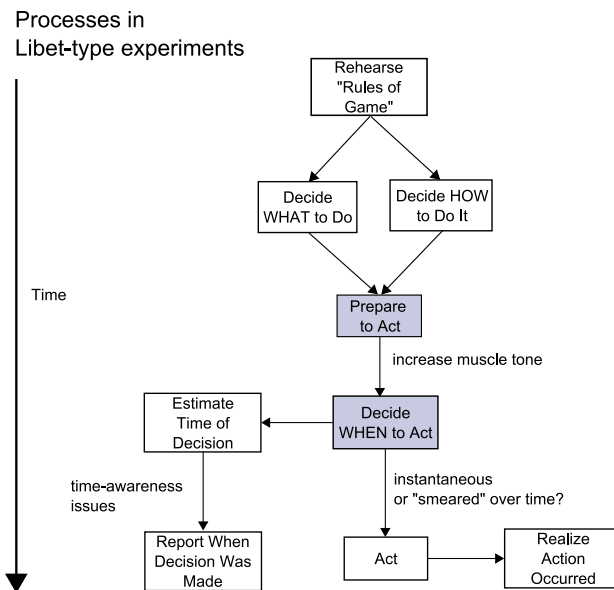 Processes in
Libet-type experiments
Rehearse
"Rules of
Game"
Decide
WHAT to Do
Decide HOW
to Do It
Time
Prepare
to Act
increase muscle tone
Estimate
Time of
Decision
Decide
WHEN to Act
time-awareness
issues
instantaneous
or "smeared" over time?
Report When
Decision Was
Made
Act
Realize
Action
Occurred